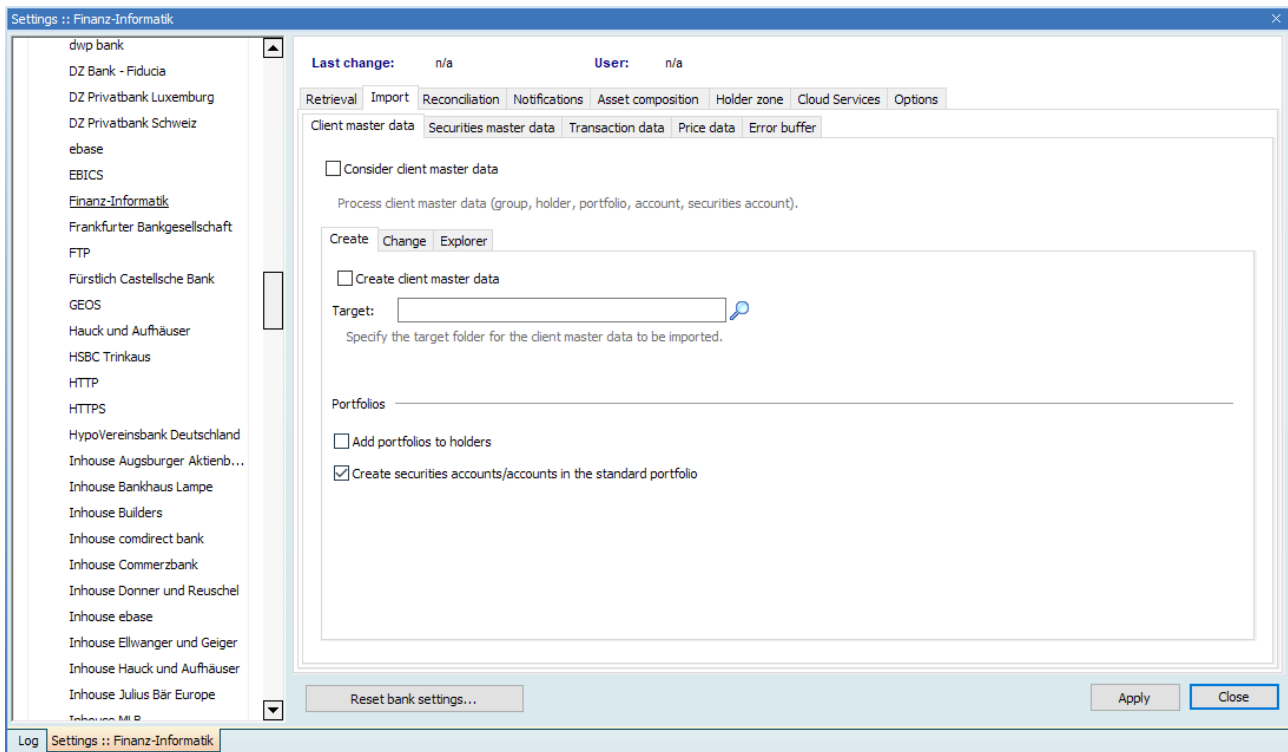 Settings :: Finanz-Informatik
dwp bank
DZ Bank - Fiducia
DZ Privatbank Luxemburg
DZ Privatbank Schweiz
ebase
EBICS
Finanz-Informatik
Frankfurter Bankgesellschaft
FTP
Fürstlich Castellsche Bank
GEOS
Hauck und Aufhäuser
HSBC Trinkaus
HTTP
HTTPS
HypoVereinsbank Deutschland
Inhouse Augsburger Aktienb...
Inhouse Bankhaus Lampe
Inhouse Builders
Inhouse comdirect bank
Inhouse Commerzbank
Inhouse Donner und Reuschel
Inhouse ebase
Inhouse Ellwanger und Geiger
Inhouse Hauck und Aufhäuser
Inhouse Julius Bär Europe
Inhouse MLP
Last change: n/a User: n/a
Retrieval Import Reconciliation Notifications Asset composition Holder zone Cloud Services Options
Client master data Securities master data Transaction data Price data Error buffer
Consider client master data
Process client master data (group, holder, portfolio, account, securities account).
Create Change Explorer
Create client master data
Target:
Specify the target folder for the client master data to be imported.
Portfolios
Add portfolios to holders
Create securities accounts/accounts in the standard portfolio
Reset bank settings... Apply Close
Log Settings :: Finanz-Informatik